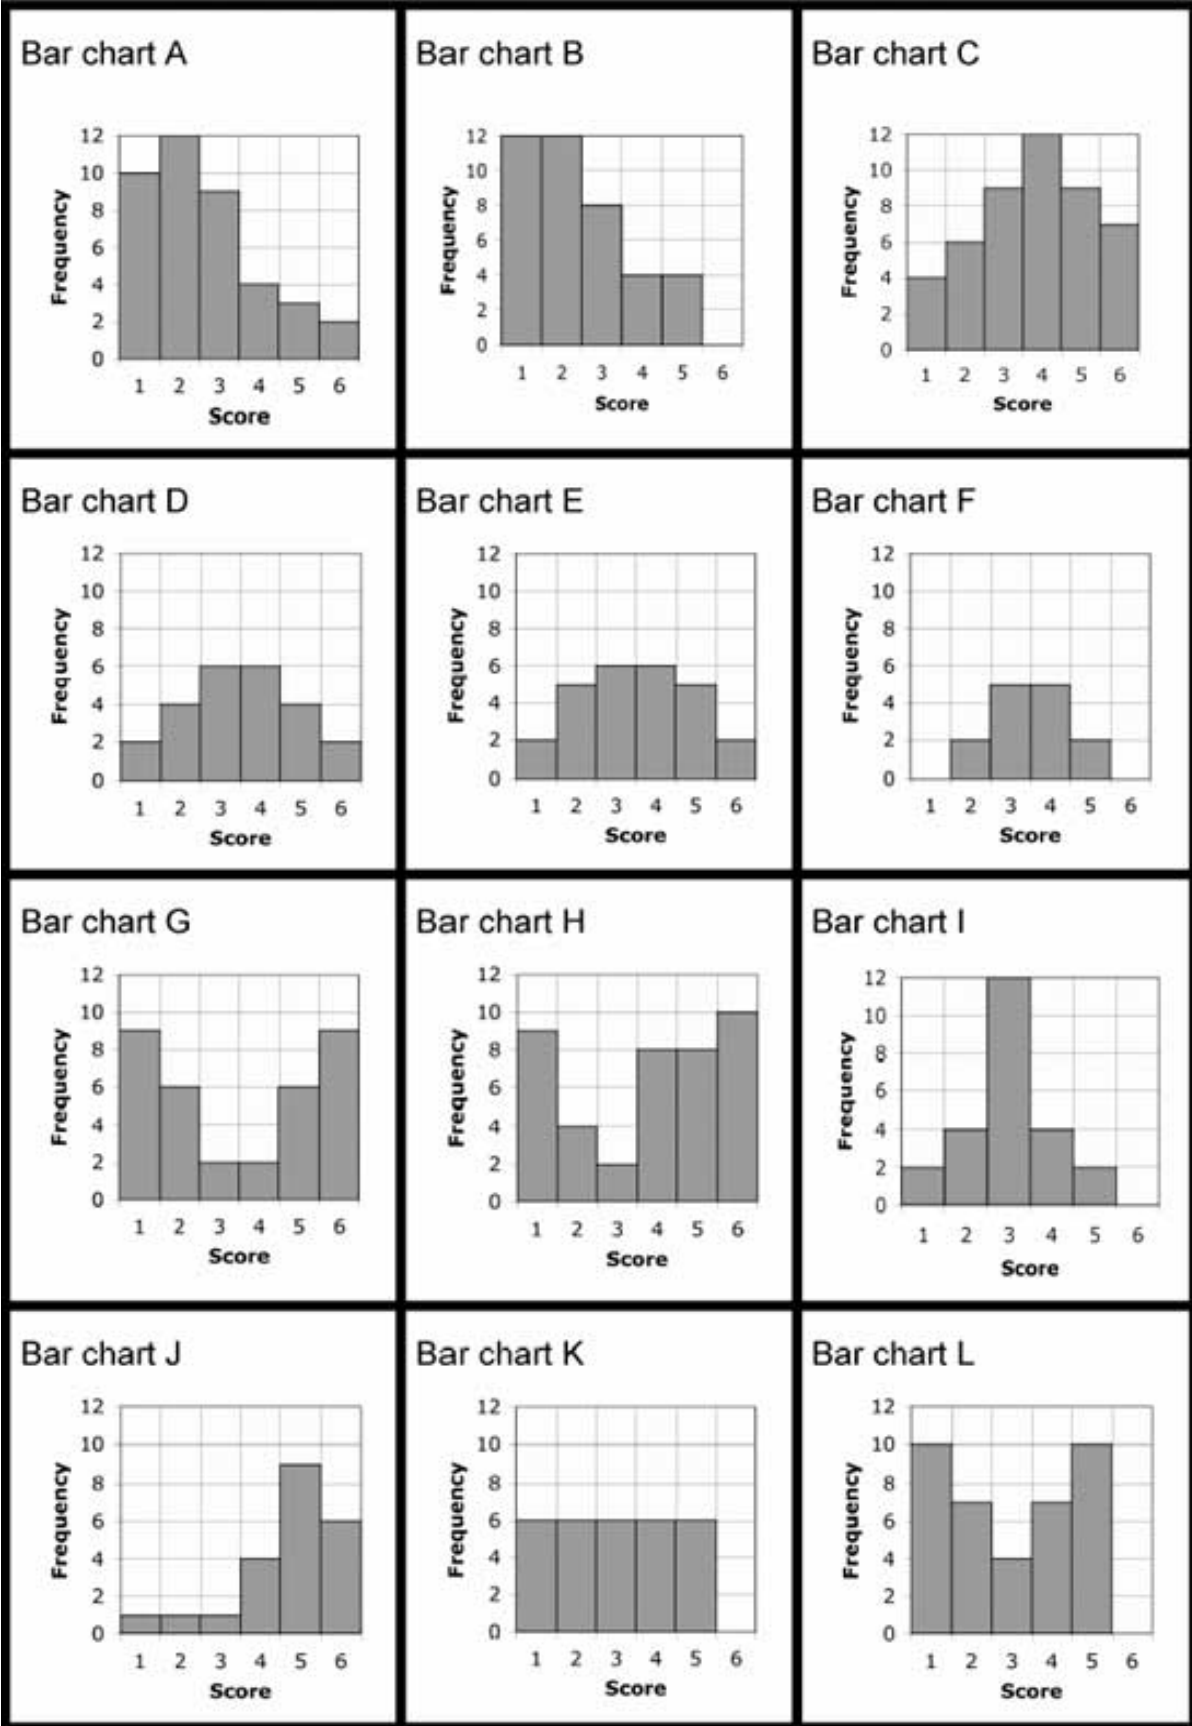 Bar chart A
12
10
8
6
4
2
0
Frequency
1 2 3 4 5 6
Score
Bar chart B
12
10
8
6
4
2
0
Frequency
1 2 3 4 5 6
Score
Bar chart C
12
10
8
6
4
2
0
Frequency
1 2 3 4 5 6
Score
Bar chart D
12
10
8
6
4
2
0
Frequency
1 2 3 4 5 6
Score
Bar chart E
12
10
8
6
4
2
0
Frequency
1 2 3 4 5 6
Score
Bar chart F
12
10
8
6
4
2
0
Frequency
1 2 3 4 5 6
Score
Bar chart G
12
10
8
6
4
2
0
Frequency
1 2 3 4 5 6
Score
Bar chart H
12
10
8
6
4
2
0
Frequency
1 2 3 4 5 6
Score
Bar chart I
12
10
8
6
4
2
0
Frequency
1 2 3 4 5 6
Score
Bar chart J
12
10
8
6
4
2
0
Frequency
1 2 3 4 5 6
Score
Bar chart K
12
10
8
6
4
2
0
Frequency
1 2 3 4 5 6
Score
Bar chart L
12
10
8
6
4
2
0
Frequency
1 2 3 4 5 6
Score